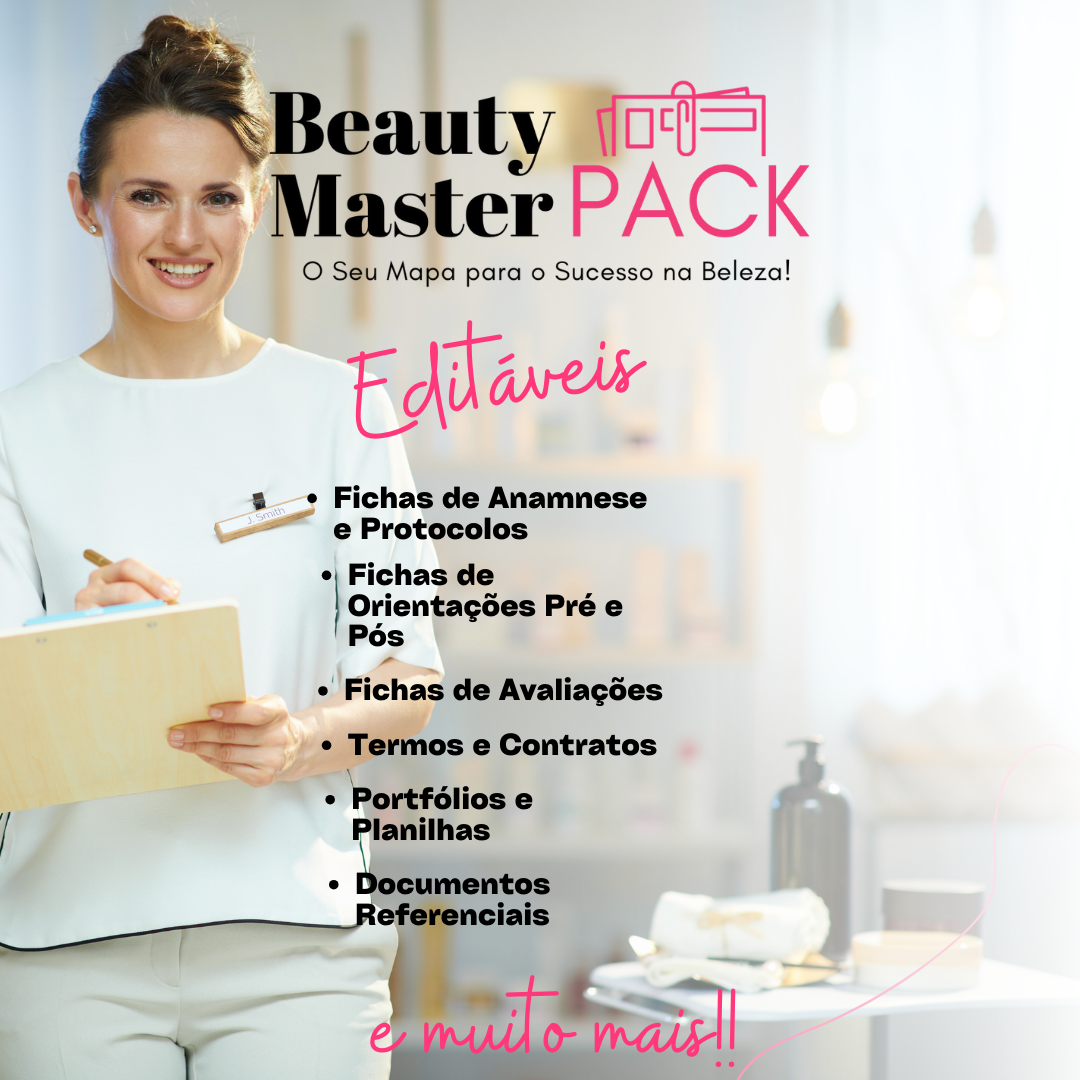 Beauty
Master PACK
O Seu Mapa para o Sucesso na Beleza!
Editáveis
J. Smith
• Fichas de Anamnese
e Protocolos
• Fichas de
Orientações Pré e
Pós
• Fichas de Avaliações
• Termos e Contratos
• Portfólios e
Planilhas
• Documentos
Referenciais
e muito mais!!